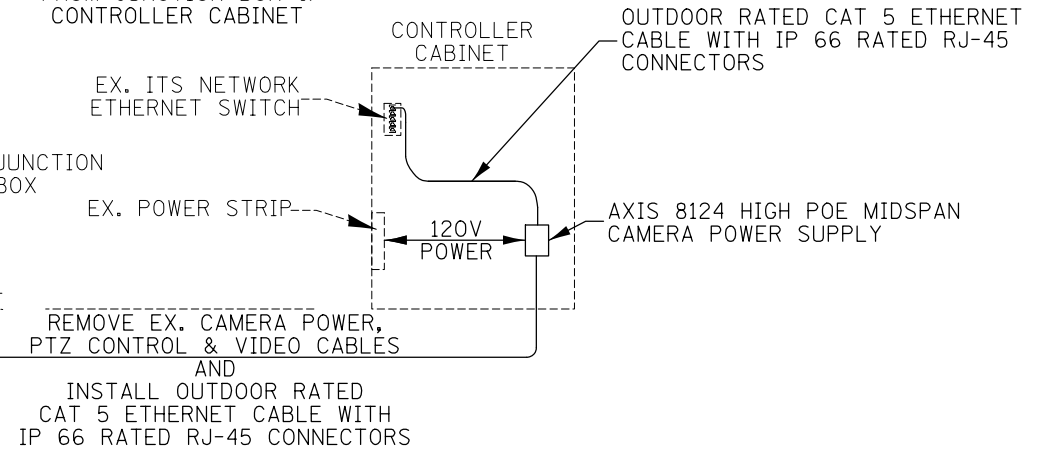 CONTROLLER CABINET
CONTROLLER
CABINET
OUTDOOR RATED CAT 5 ETHERNET
CABLE WITH IP 66 RATED RJ-45
CONNECTORS
EX. ITS NETWORK
ETHERNET SWITCH
JUNCTION
BOX
EX. POWER STRIP
120V
POWER
AXIS 8124 HIGH POE MIDSPAN
CAMERA POWER SUPPLY
REMOVE EX. CAMERA POWER,
PTZ CONTROL & VIDEO CABLES
AND
INSTALL OUTDOOR RATED
CAT 5 ETHERNET CABLE WITH
IP 66 RATED RJ-45 CONNECTORS